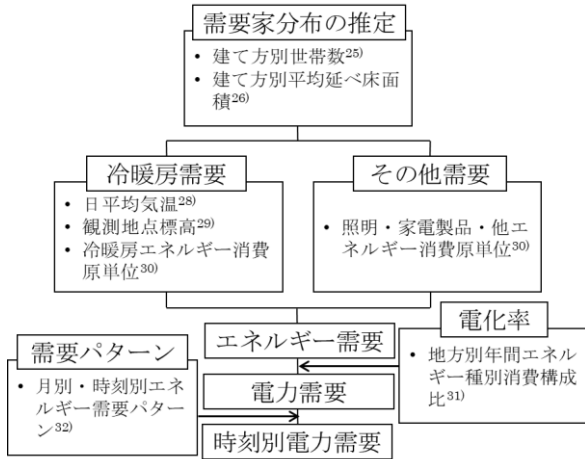 需要家分布の推定
• 建て方別世帯数25)
• 建て方別平均延べ床面
積26)
冷暖房需要
• 日平均気温28)
• 観測地点標高29)
• 冷暖房エネルギー消費
原単位30)
その他需要
• 照明・家電製品・他エ
ネルギー消費原単位30)
エネルギー需要
電化率
• 地方別年間エネル
ギー種別消費構成
比31)
需要パターン
• 月別・時刻別エネ
ルギー需要パター
ン32)
電力需要
時刻別電力需要